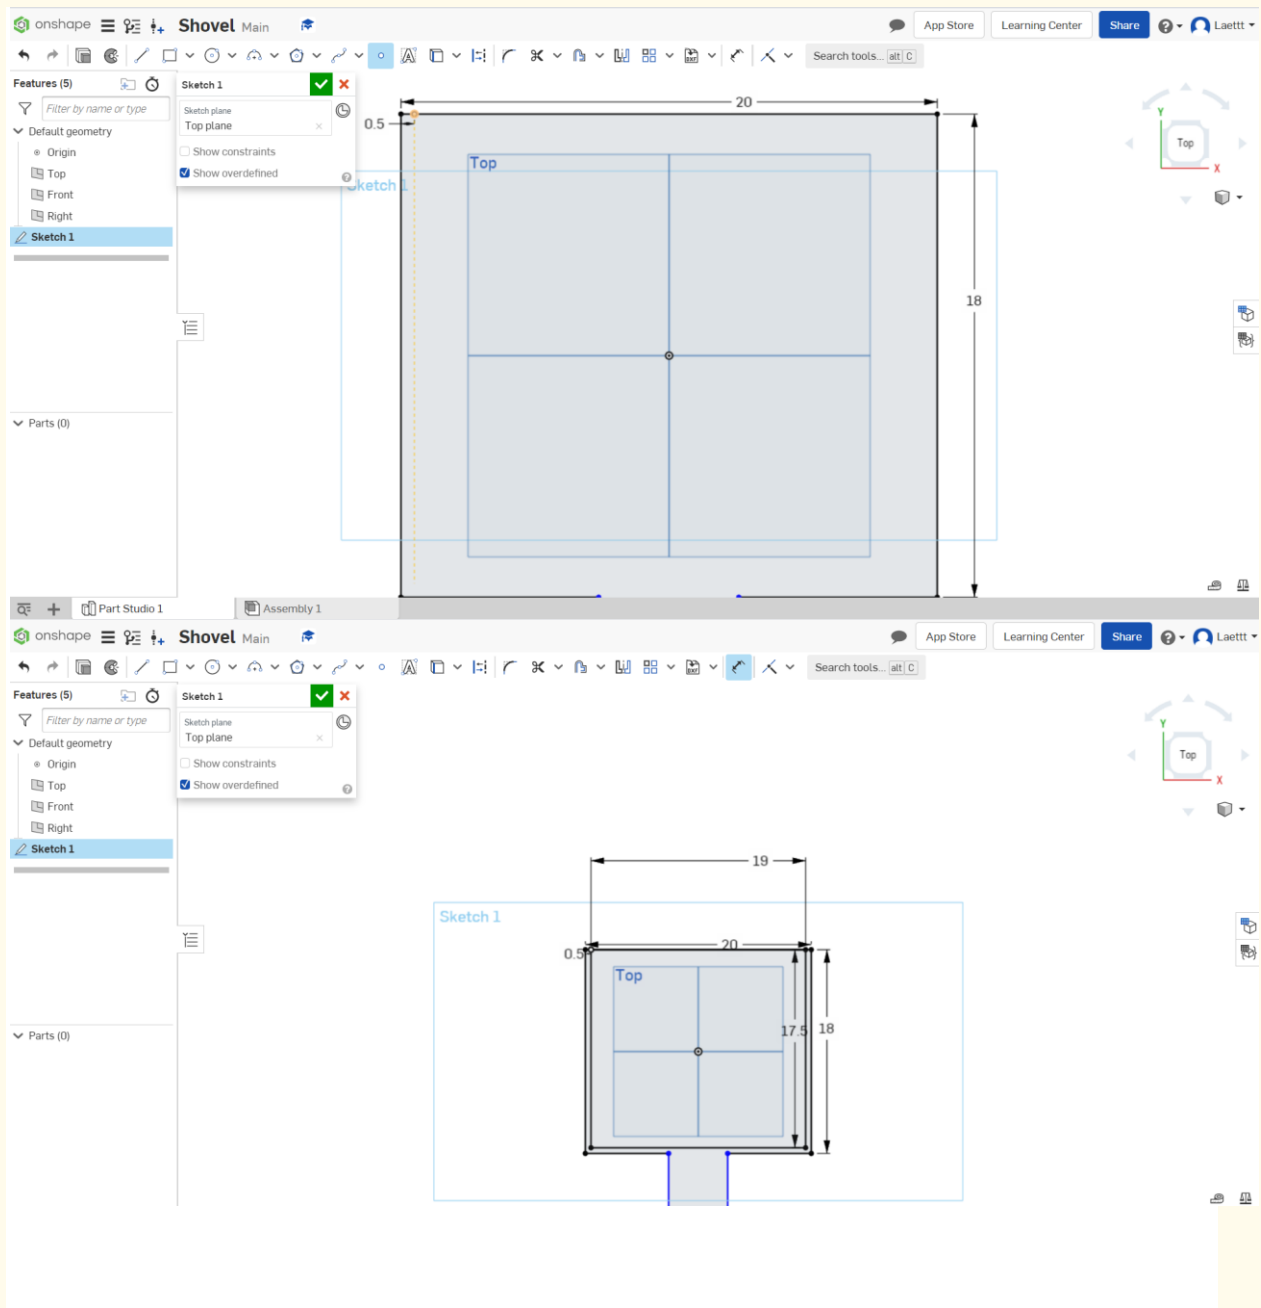 onshape Shovel Main App Store Learning Center Share Laettt
Search tools... alt C
Features (5) Sketch 1
Filter by name or type
Sketch plane
Top plane
Default geometry
Show constraints
Origin
Show overdefined
Top
Front
Right
Sketch 1
Parts (0)
20
0.5
Top
Sketch 1
18
Top
Y
X
Part Studio 1 Assembly 1
onshape Shovel Main App Store Learning Center Share Laettt
Search tools... alt C
Features (5) Sketch 1
Filter by name or type
Sketch plane
Top plane
Default geometry
Show constraints
Origin
Show overdefined
Top
Front
Right
Sketch 1
Parts (0)
19
Sketch 1
20
0.5
Top
17.5 18
Top
Y
X